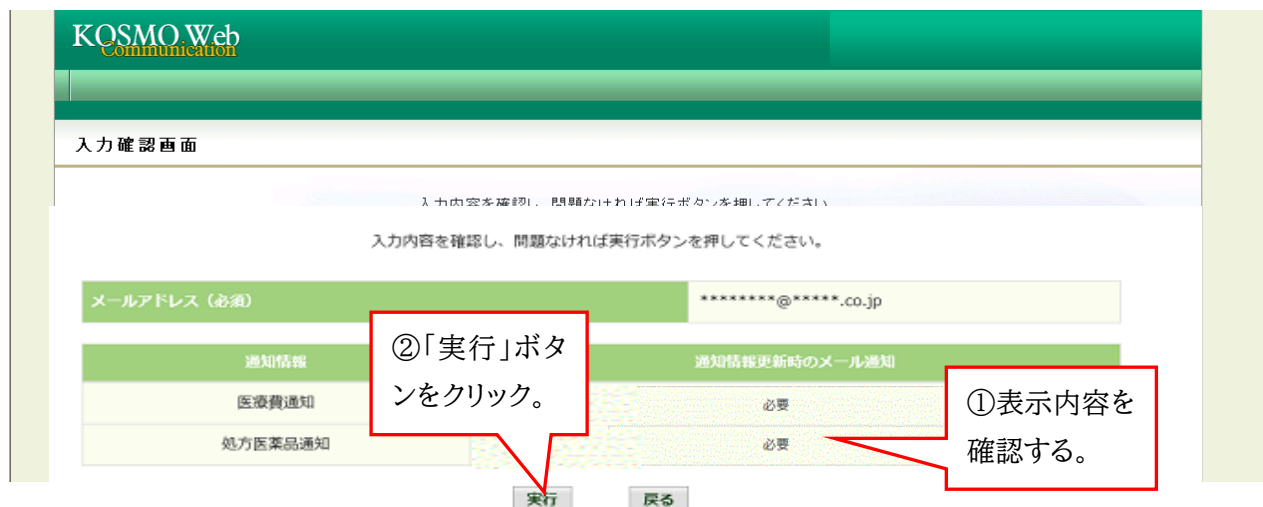 KOSMO Web
Communication
入力確認画面
入力内容を確認し、問題なければ実行ボタンを押してください
入力内容を確認し、問題なければ実行ボタンを押してください。
メールアドレス（必須）
********@*****.co.jp
②「実行」ボタ
ンをクリック。
通知情報
通知情報更新時のメール通知
医療費通知
必要
①表示内容を
確認する。
処方医薬品通知
必要
実行
戻る